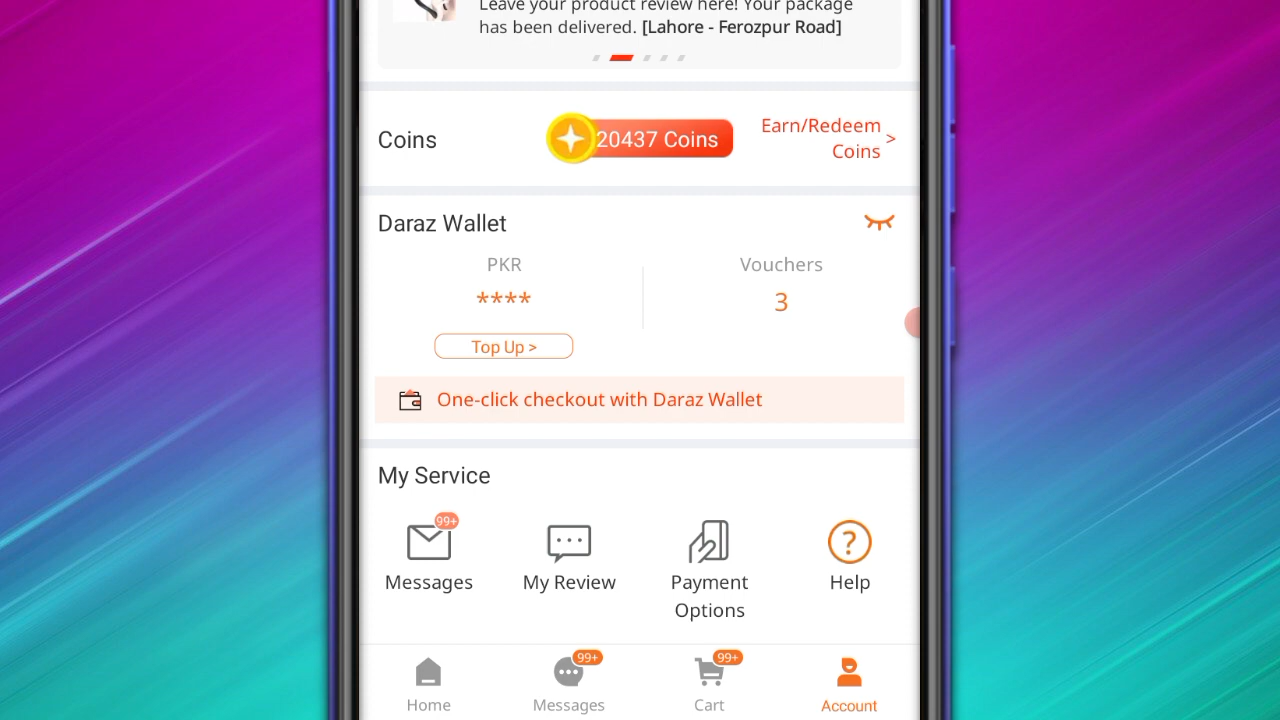 Leave your product review here! Your package
has been delivered. [Lahore - Ferozpur Road]
Coins
20437 Coins
Earn/Redeem
Coins >
Daraz Wallet
PKR
****
Top Up >
Vouchers
3
One-click checkout with Daraz Wallet
My Service
99+
Messages
My Review
Payment
Options
?
Help
Home
99+
Messages
99+
Cart
Account